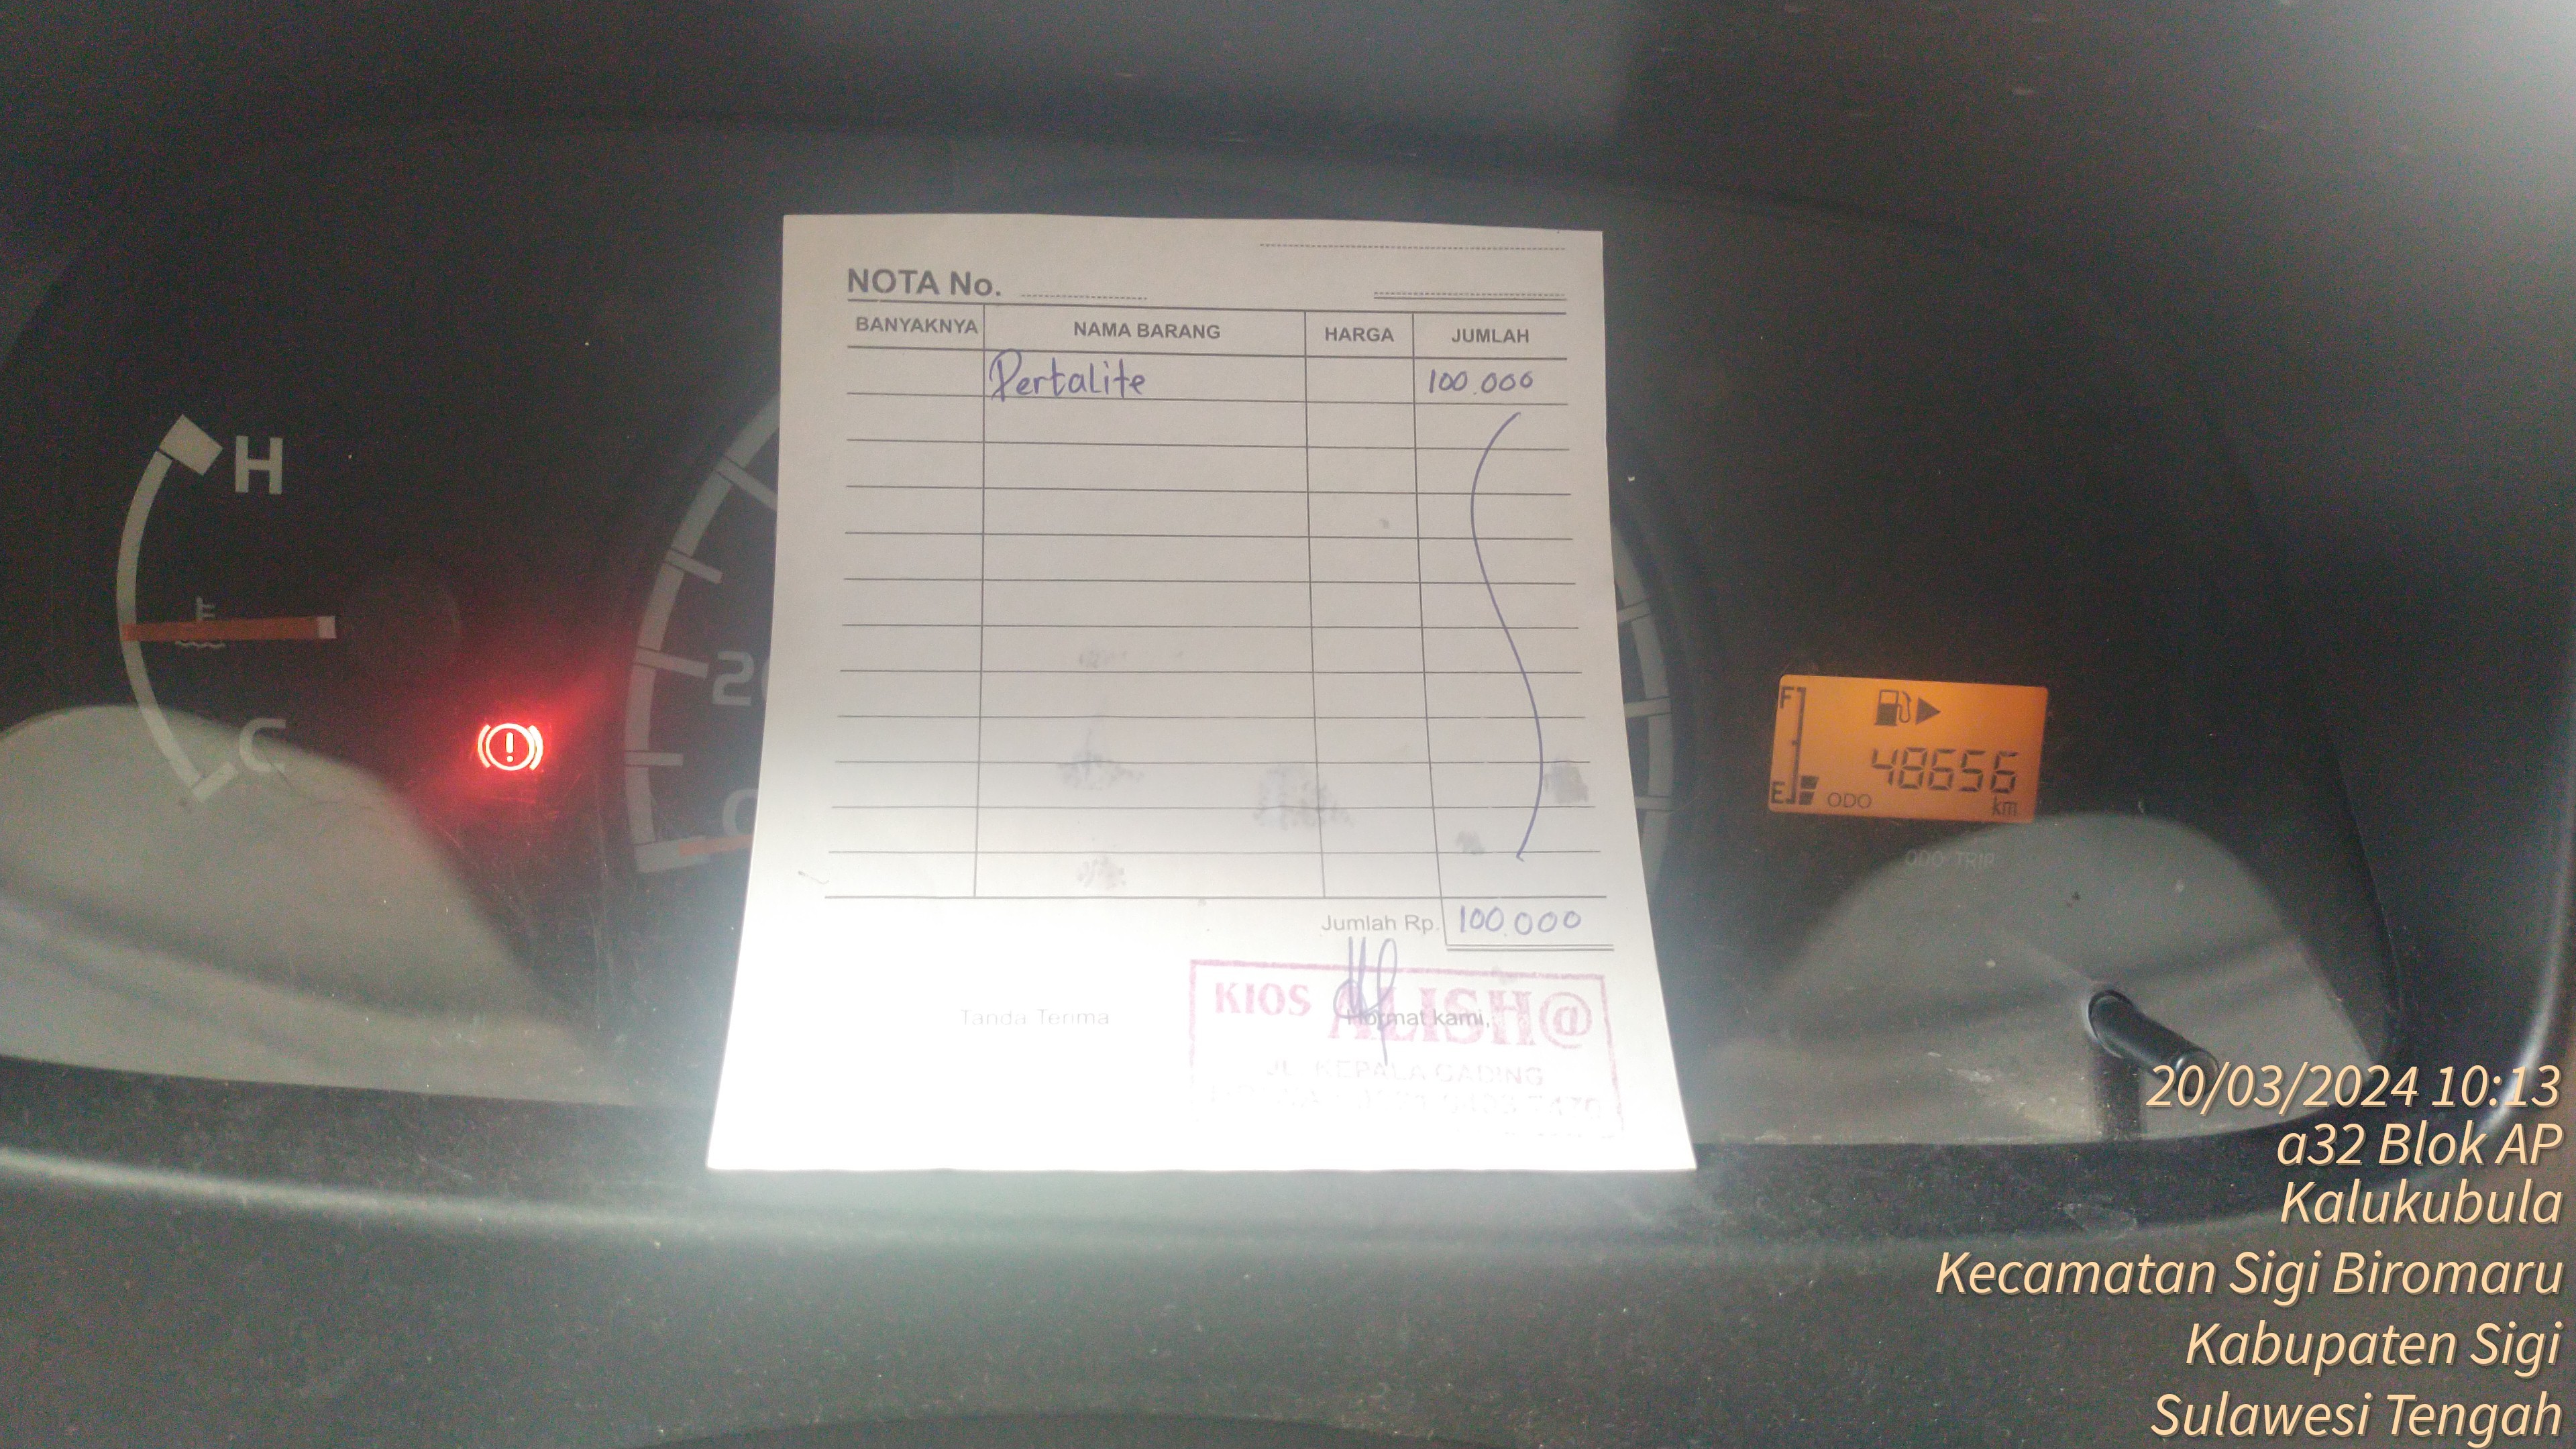 NOTA No.
BANYAKNYA NAMA BARANG HARGA JUMLAH
Pertalite 100.000
Jumlah Rp. 100.000
Tanda Terima Hormat kami,
KIOS ALISH@
JL. KEPALA GADING
H
C
20
0
F
E
48656
ODO km
ODO TRIP
20/03/2024 10:13
a32 Blok AP
Kalukubula
Kecamatan Sigi Biromaru
Kabupaten Sigi
Sulawesi Tengah